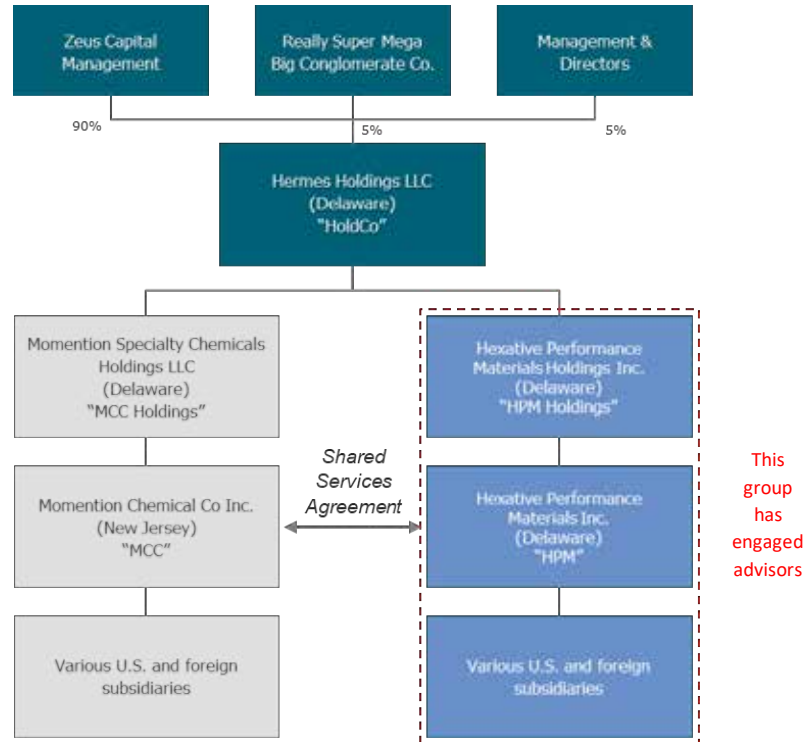 Zeus Capital
Management
Really Super Mega
Big Conglomerate Co.
Management &
Directors
90%
5%
5%
Hermes Holdings LLC
(Delaware)
"HoldCo"
Momention Specialty Chemicals
Holdings LLC
(Delaware)
"MCC Holdings"
Hexative Performance
Materials Holdings Inc.
(Delaware)
"HPM Holdings"
Shared
Services
Agreement
This
group
has
engaged
advisors
Momention Chemical Co Inc.
(New Jersey)
"MCC"
Hexative Performance
Materials Inc.
(Delaware)
"HPM"
Various U.S. and foreign
subsidiaries
Various U.S. and foreign
subsidiaries